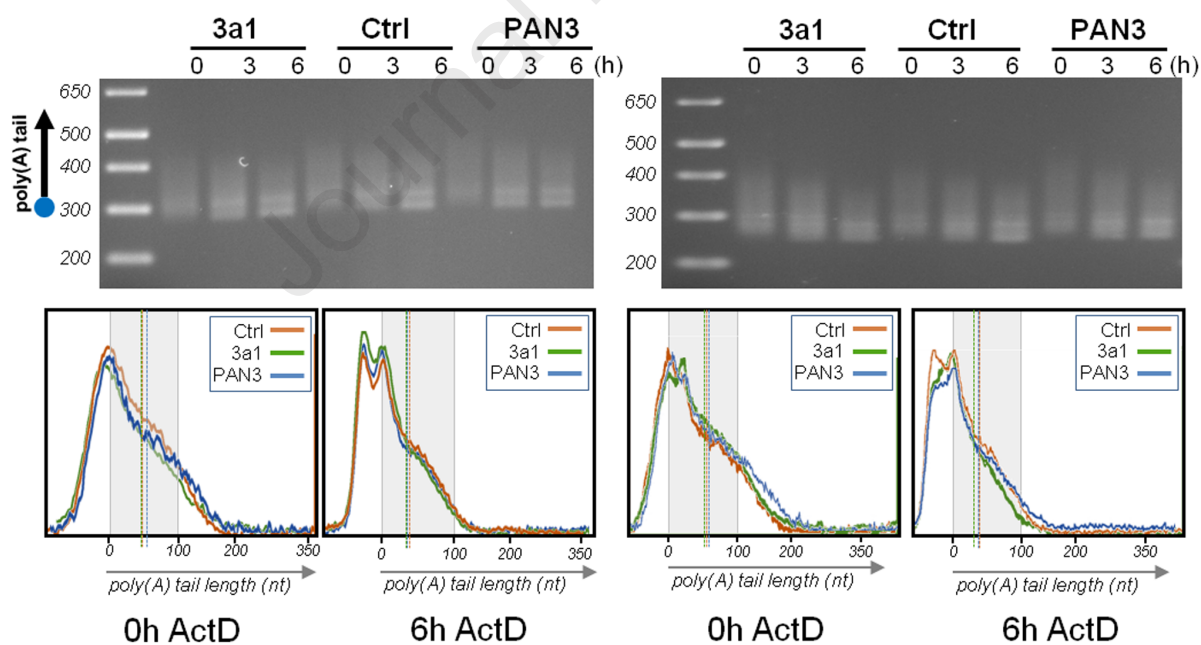 3a1 Ctrl PAN3
0 3 6 0 3 6 0 3 6 (h)
650
500
400
300
200
poly(A) tail
3a1 Ctrl PAN3
0 3 6 0 3 6 0 3 6 (h)
650
500
400
300
200
Journal
Ctrl
3a1
PAN3
0 100 200 350
poly(A) tail length (nt)
0h ActD
Ctrl
3a1
PAN3
0 100 200 350
poly(A) tail length (nt)
6h ActD
Ctrl
3a1
PAN3
0 100 200 350
poly(A) tail length (nt)
0h ActD
Ctrl
3a1
PAN3
0 100 200 350
poly(A) tail length (nt)
6h ActD